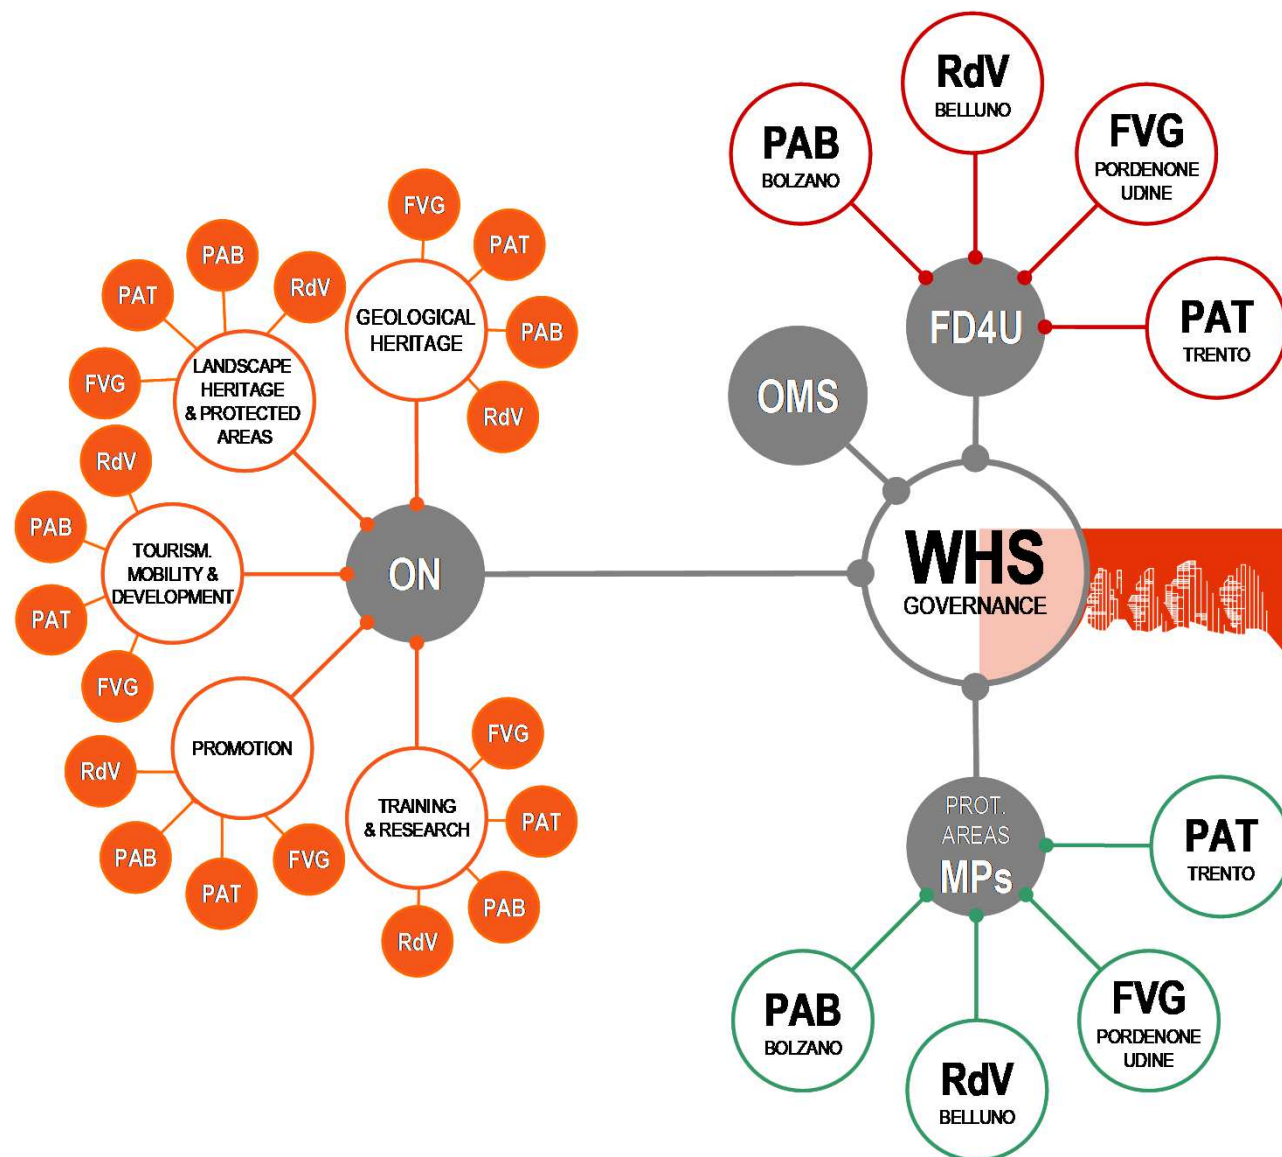 RdV
BELLUNO
PAB
BOLZANO
FVG
PORDENONE
UDINE
PAT
TRENTO
FD4U
OMS
WHS
GOVERNANCE
FVG
PAT
PAB
RdV
GEOLOGICAL
HERITAGE
PAB
RdV
PAT
FVG
LANDSCAPE
HERITAGE
& PROTECTED
AREAS
RdV
PAB
PAT
FVG
TOURISM.
MOBILITY &
DEVELOPMENT
ON
PROMOTION
RdV
PAB
PAT
FVG
TRAINING
& RESEARCH
FVG
PAT
PAB
RdV
PROT.
AREAS
MPs
PAT
TRENTO
PAB
BOLZANO
FVG
PORDENONE
UDINE
RdV
BELLUNO